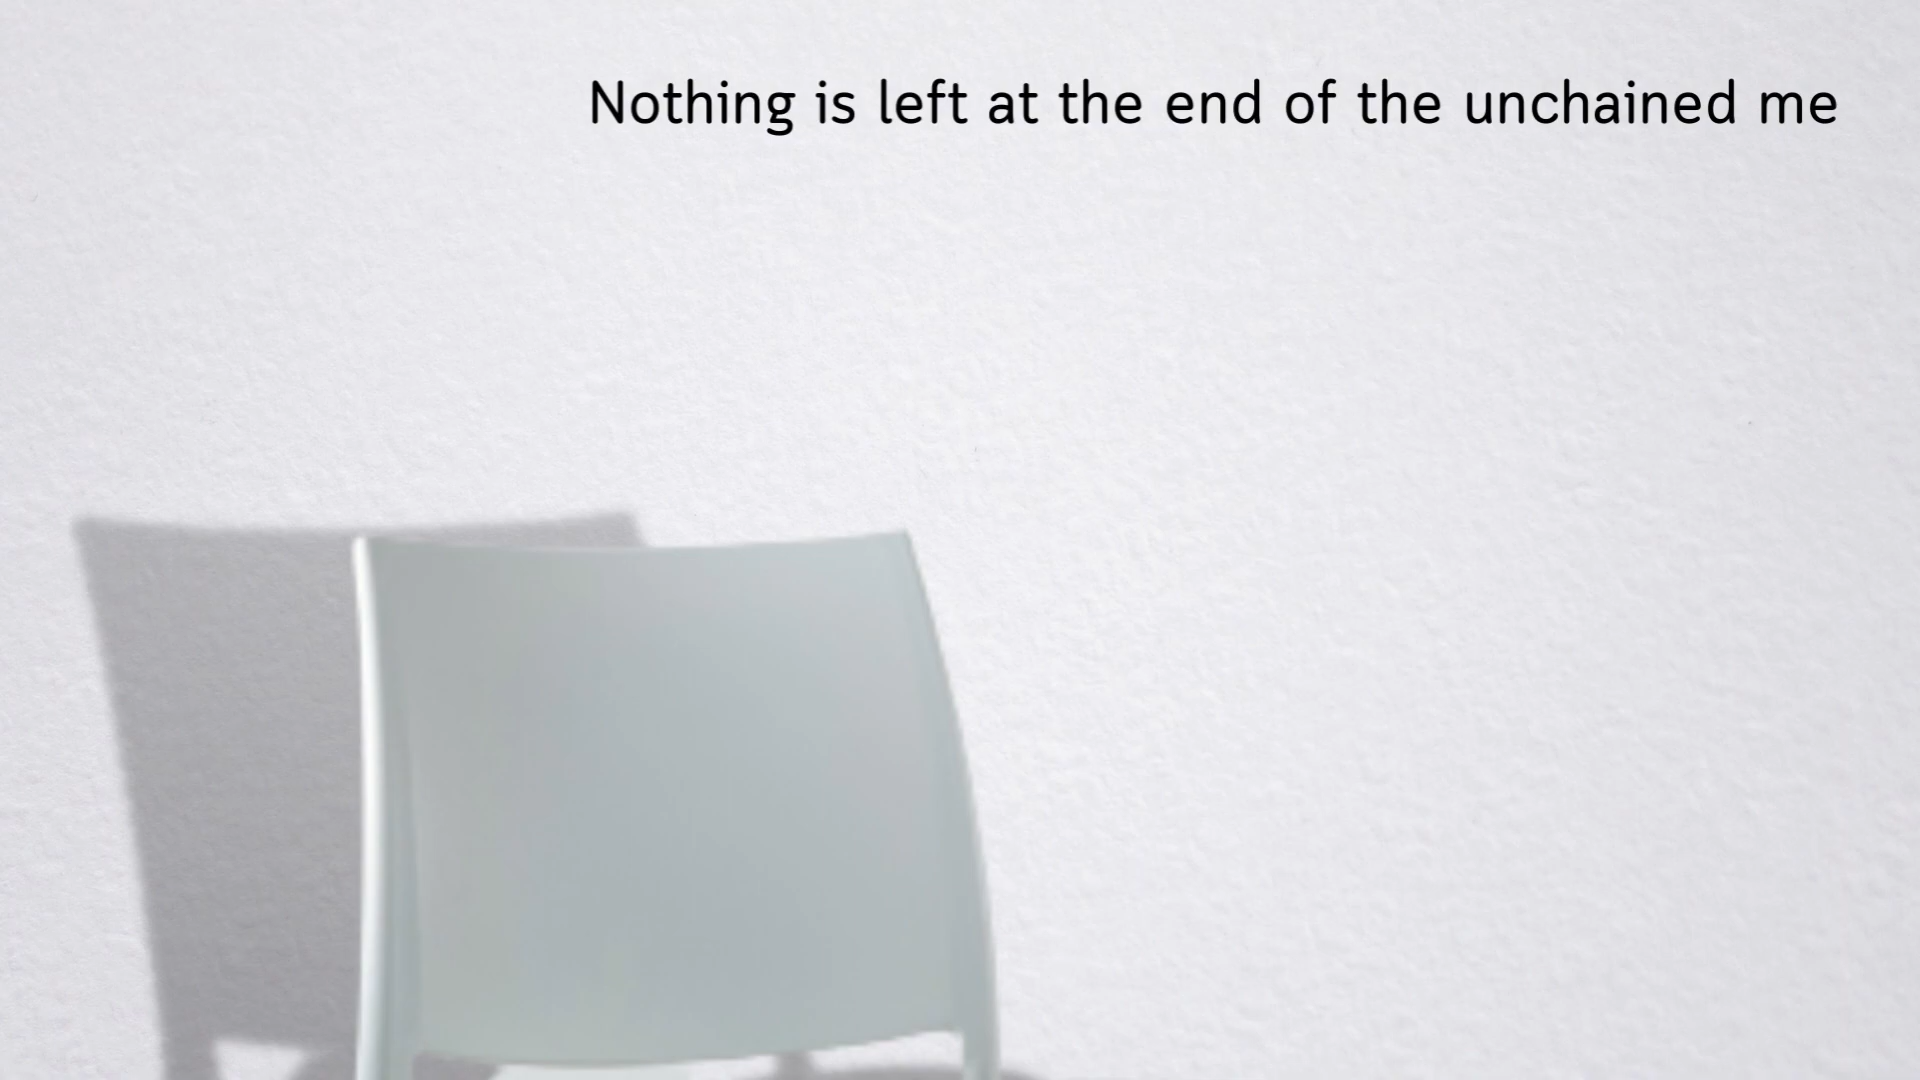 Nothing is left at the end of the unchained me